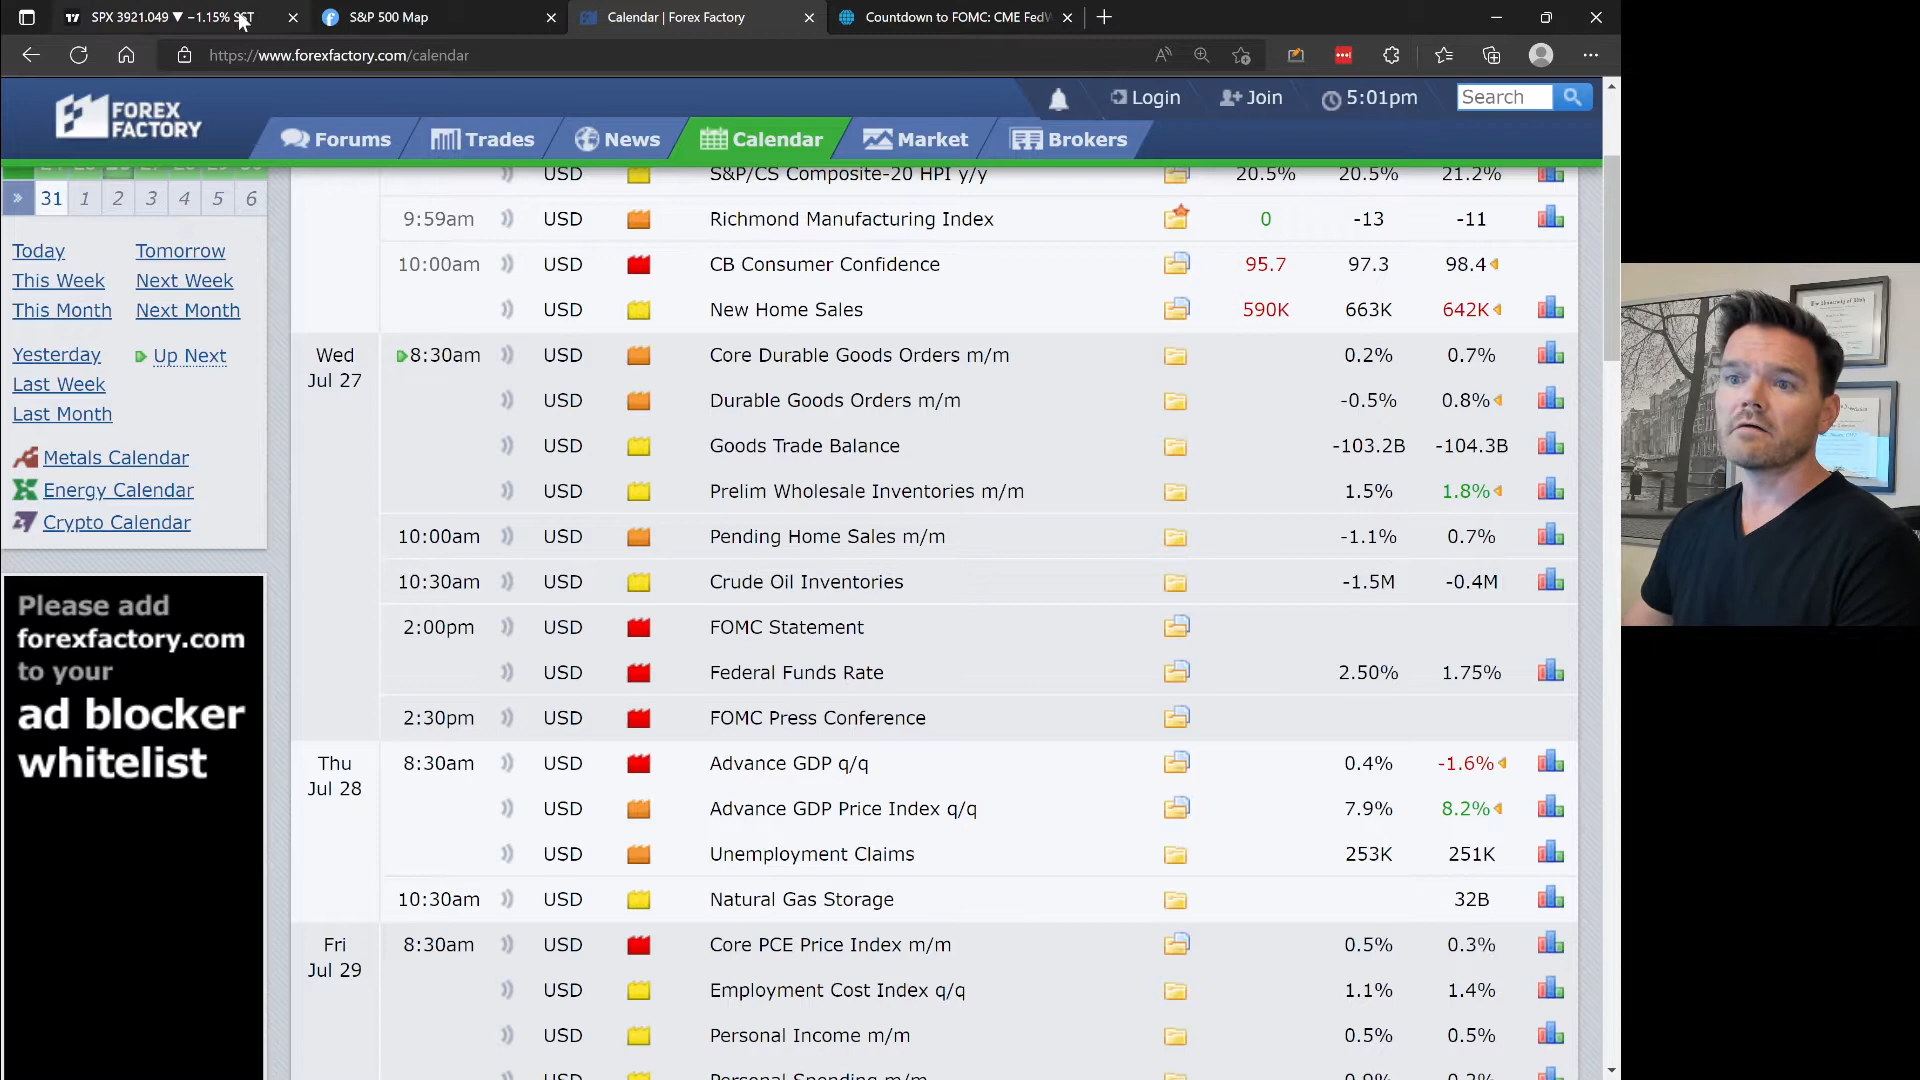 SPX 3921.049 ▼ −1.15% SST
S&P 500 Map
Calendar | Forex Factory
Countdown to FOMC: CME FedW
https://www.forexfactory.com/calendar
FOREX FACTORY
Login
Join
5:01pm
Search
Forums
Trades
News
Calendar
Market
Brokers
» 31 1 2 3 4 5 6
Today Tomorrow
This Week Next Week
This Month Next Month
Yesterday Up Next
Last Week
Last Month
Metals Calendar
Energy Calendar
Crypto Calendar
Please add
forexfactory.com
to your
ad blocker
whitelist
USD S&P/CS Composite-20 HPI y/y 20.5% 20.5% 21.2%
9:59am USD Richmond Manufacturing Index 0 -13 -11
10:00am USD CB Consumer Confidence 95.7 97.3 98.4
USD New Home Sales 590K 663K 642K
Wed Jul 27 8:30am USD Core Durable Goods Orders m/m 0.2% 0.7%
USD Durable Goods Orders m/m -0.5% 0.8%
USD Goods Trade Balance -103.2B -104.3B
USD Prelim Wholesale Inventories m/m 1.5% 1.8%
10:00am USD Pending Home Sales m/m -1.1% 0.7%
10:30am USD Crude Oil Inventories -1.5M -0.4M
2:00pm USD FOMC Statement
USD Federal Funds Rate 2.50% 1.75%
2:30pm USD FOMC Press Conference
Thu Jul 28 8:30am USD Advance GDP q/q 0.4% -1.6%
USD Advance GDP Price Index q/q 7.9% 8.2%
USD Unemployment Claims 253K 251K
10:30am USD Natural Gas Storage 32B
Fri Jul 29 8:30am USD Core PCE Price Index m/m 0.5% 0.3%
USD Employment Cost Index q/q 1.1% 1.4%
USD Personal Income m/m 0.5% 0.5%
USD Personal Spending m/m